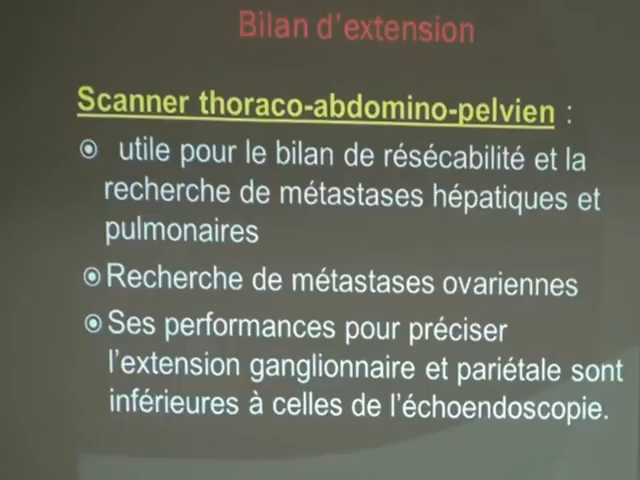 Bilan d'extension
Scanner thoraco-abdomino-pelvien :
utile pour le bilan de résécabilité et la
recherche de métastases hépatiques et
pulmonaires
Recherche de métastases ovariennes
Ses performances pour préciser
l'extension ganglionnaire et pariétale sont
inférieures à celles de l'échoendoscopie.